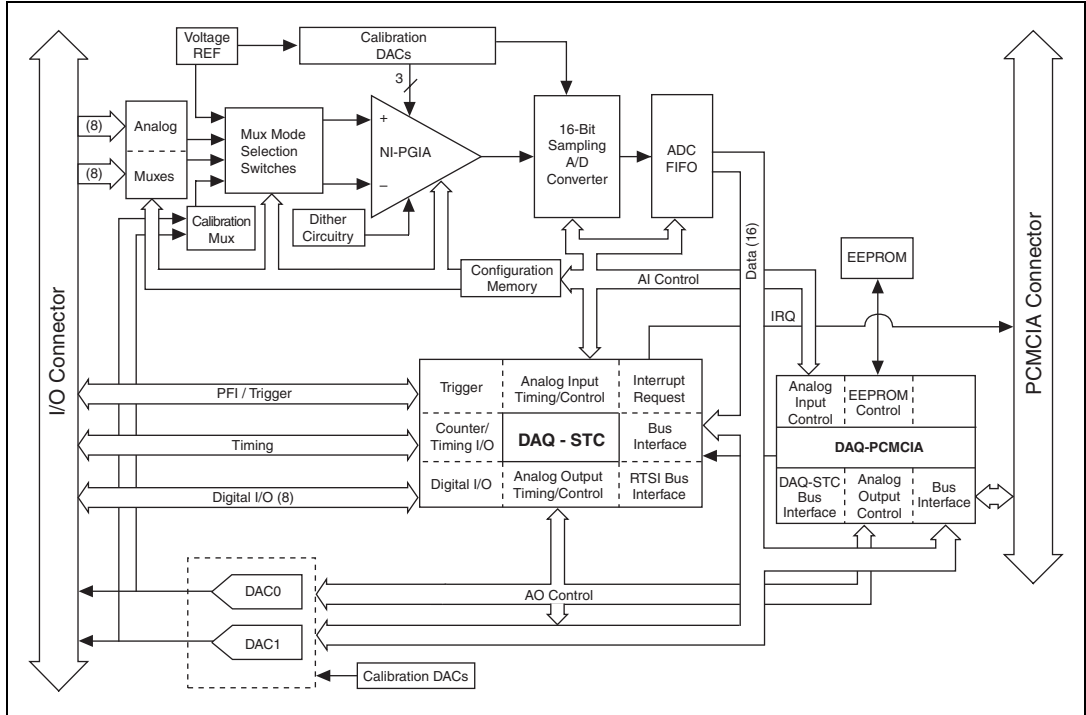 Voltage
REF
Calibration
DACs
3
(8)
(8)
Analog
Muxes
Mux Mode
Selection
Switches
+
NI-PGIA
–
16-Bit
Sampling
A/D
Converter
ADC
FIFO
Calibration
Mux
Dither
Circuitry
Configuration
Memory
AI Control
Data (16)
EEPROM
IRQ
I/O Connector
PCMCIA Connector
PFI / Trigger
Timing
Digital I/O (8)
Trigger
Analog Input
Timing/Control
Interrupt
Request
Counter/
Timing I/O
DAQ - STC
Bus
Interface
Digital I/O
Analog Output
Timing/Control
RTSI Bus
Interface
Analog
Input
Control
EEPROM
Control
DAQ-PCMCIA
DAQ-STC
Bus
Interface
Analog
Output
Control
Bus
Interface
DAC0
AO Control
DAC1
Calibration DACs